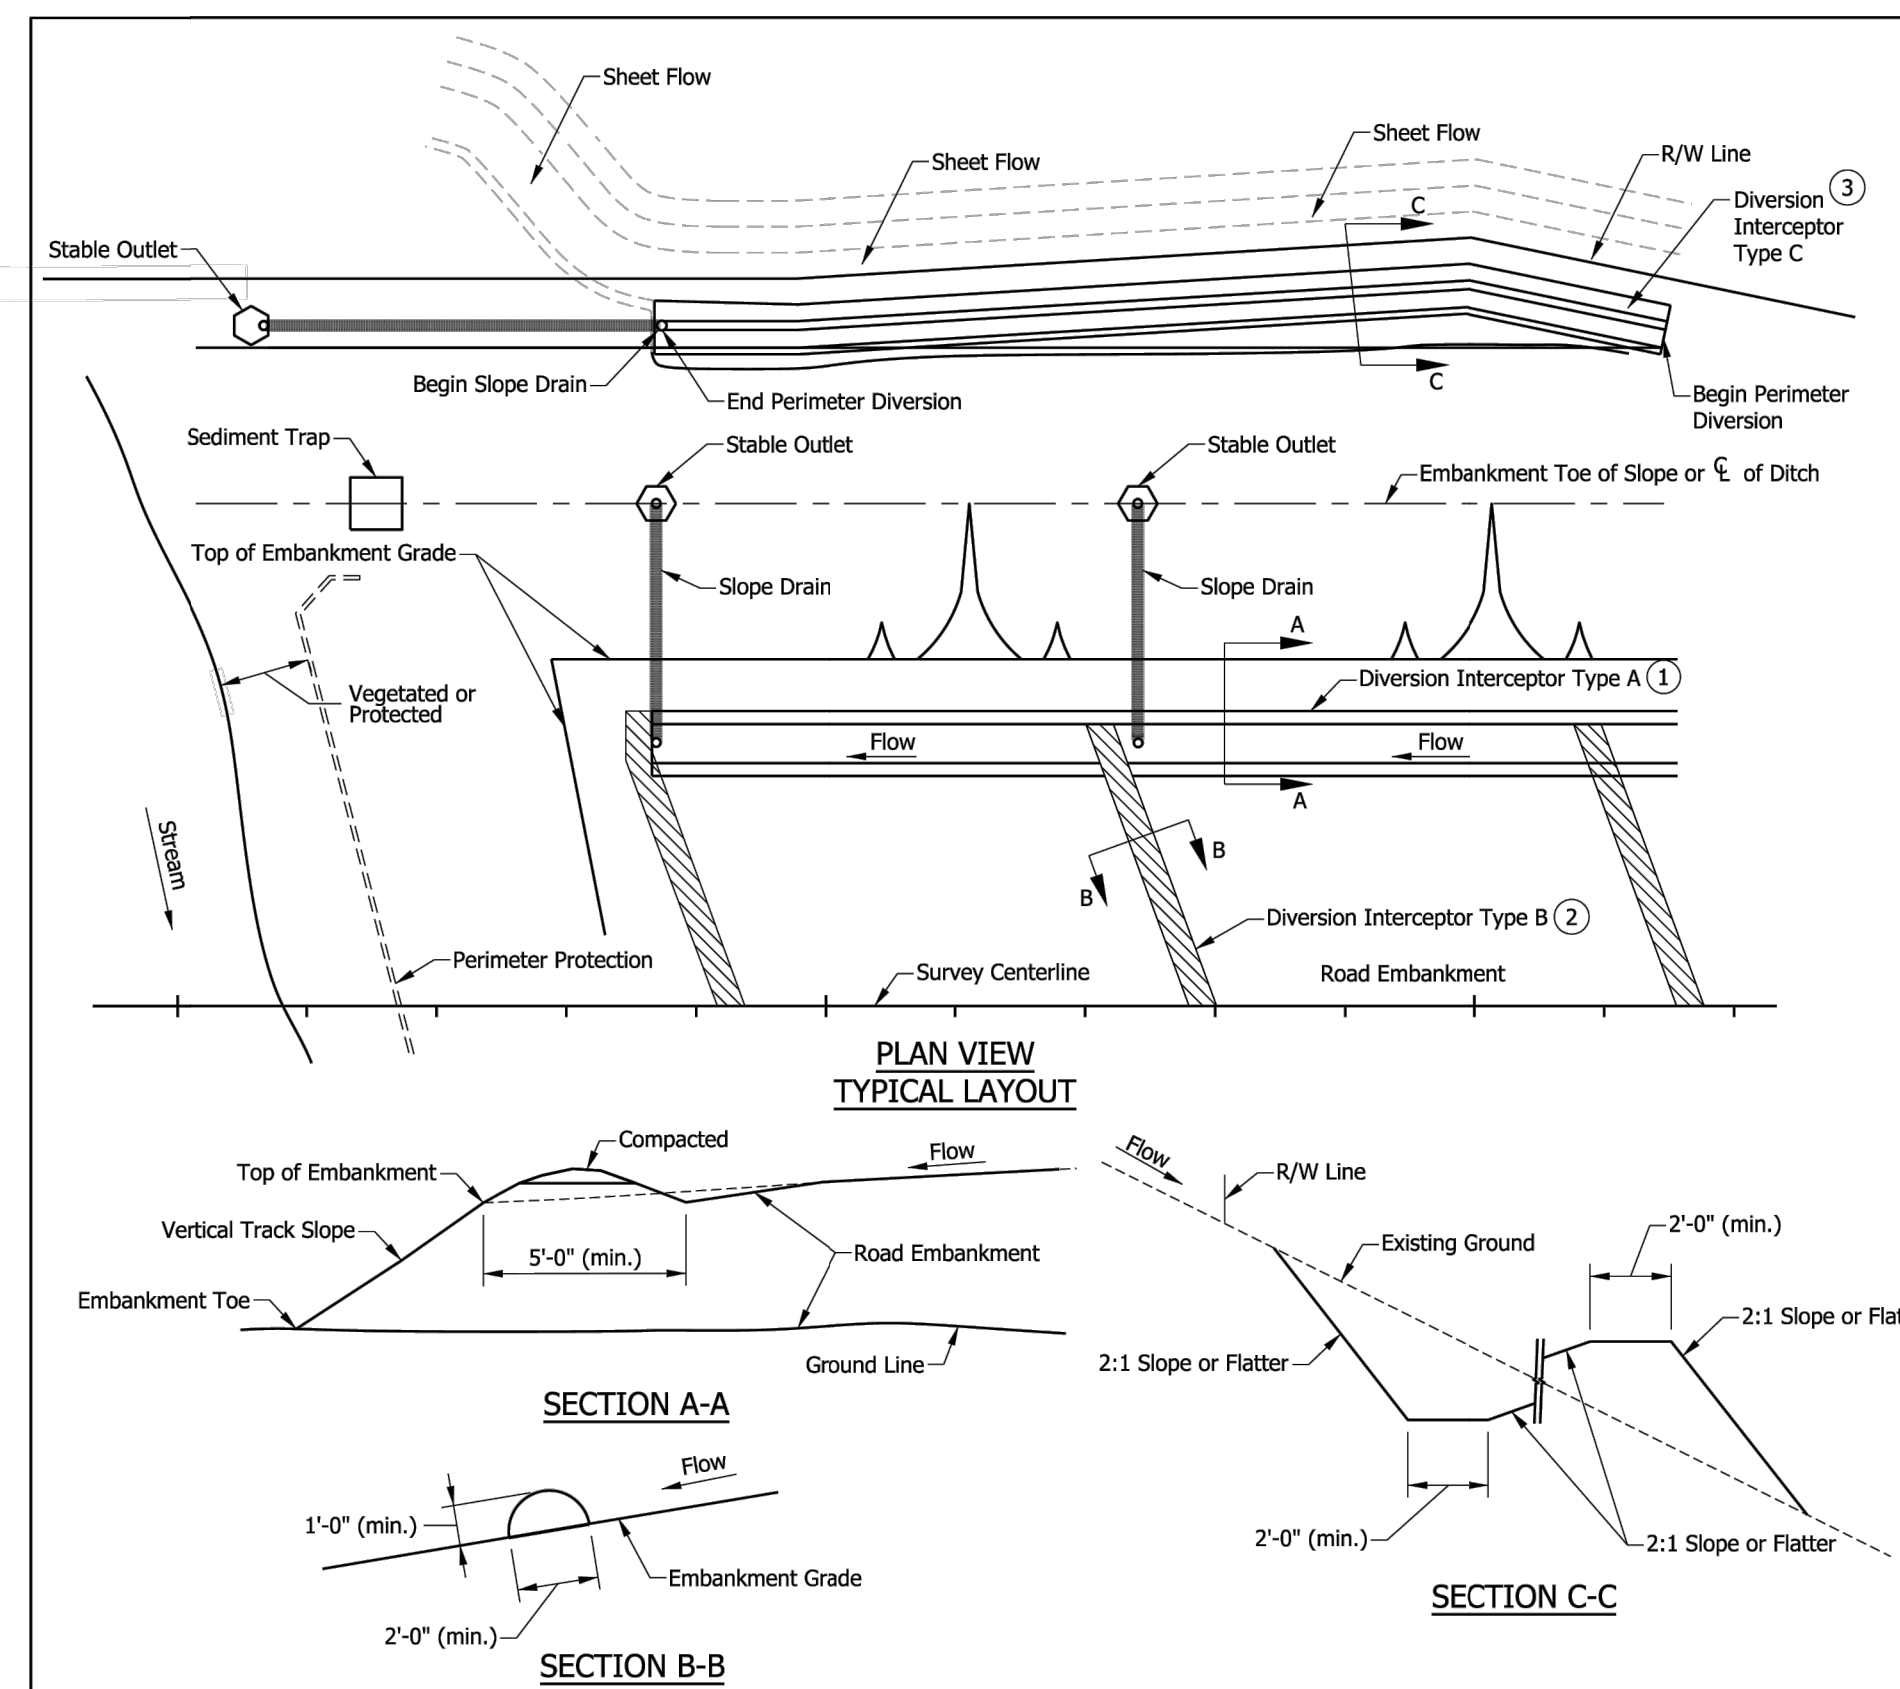 Sheet Flow
Sheet Flow
Sheet Flow
R/W Line
3
Diversion
Interceptor
Type C
C
Stable Outlet
C
Begin Slope Drain
End Perimeter Diversion
Begin Perimeter
Diversion
Sediment Trap
Stable Outlet
Stable Outlet
Embankment Toe of Slope or ℄ of Ditch
Top of Embankment Grade
Slope Drain
Slope Drain
A
Diversion Interceptor Type A 1
Vegetated or
Protected
Flow
Flow
A
Stream
B
B
Diversion Interceptor Type B 2
Perimeter Protection
Survey Centerline
Road Embankment
PLAN VIEW
TYPICAL LAYOUT
Compacted
Flow
Top of Embankment
Vertical Track Slope
5'-0" (min.)
Road Embankment
Embankment Toe
Ground Line
SECTION A-A
Flow
R/W Line
2'-0" (min.)
Existing Ground
2:1 Slope or Fla
2:1 Slope or Flatter
2'-0" (min.)
2:1 Slope or Flatter
SECTION C-C
Flow
1'-0" (min.)
Embankment Grade
2'-0" (min.)
SECTION B-B